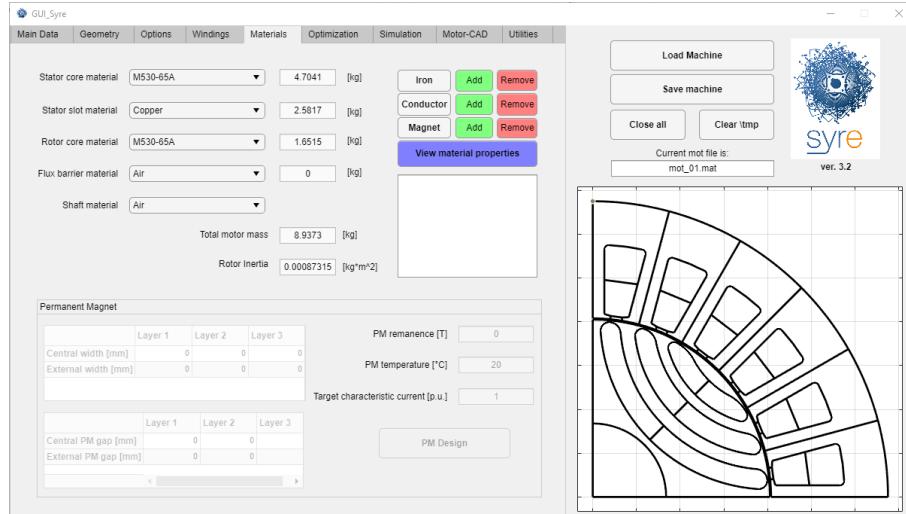 GUI_Syre
Main Data Geometry Options Windings Materials Optimization Simulation Motor-CAD Utilities
Stator core material M530-65A 4.7041 [kg]
Stator slot material Copper 2.5817 [kg]
Rotor core material M530-65A 1.6515 [kg]
Flux barrier material Air 0 [kg]
Shaft material Air
Total motor mass 8.9373 [kg]
Rotor Inertia 0.00087315 [kg*m^2]
Iron Add Remove
Conductor Add Remove
Magnet Add Remove
View material properties
Load Machine
Save machine
Close all Clear \tmp
Current mot file is:
mot_01.mat
syre
ver. 3.2
Permanent Magnet
Layer 1 Layer 2 Layer 3
Central width [mm] 0 0 0
External width [mm] 0 0 0
Layer 1 Layer 2 Layer 3
Central PM gap [mm] 0 0
External PM gap [mm] 0 0
PM remanence [T] 0
PM temperature [°C] 20
Target characteristic current [p.u.] 1
PM Design